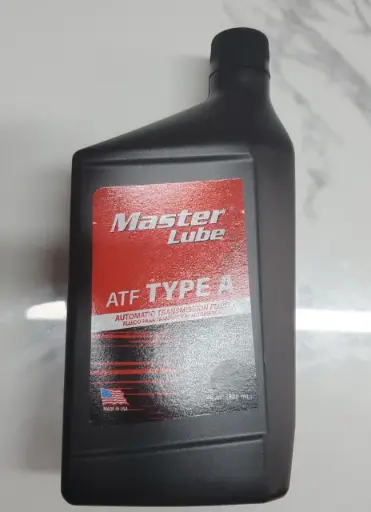 Master
Lube
ATF TYPE A
AUTOMATIC TRANSMISSION FLUID
MADE IN USA